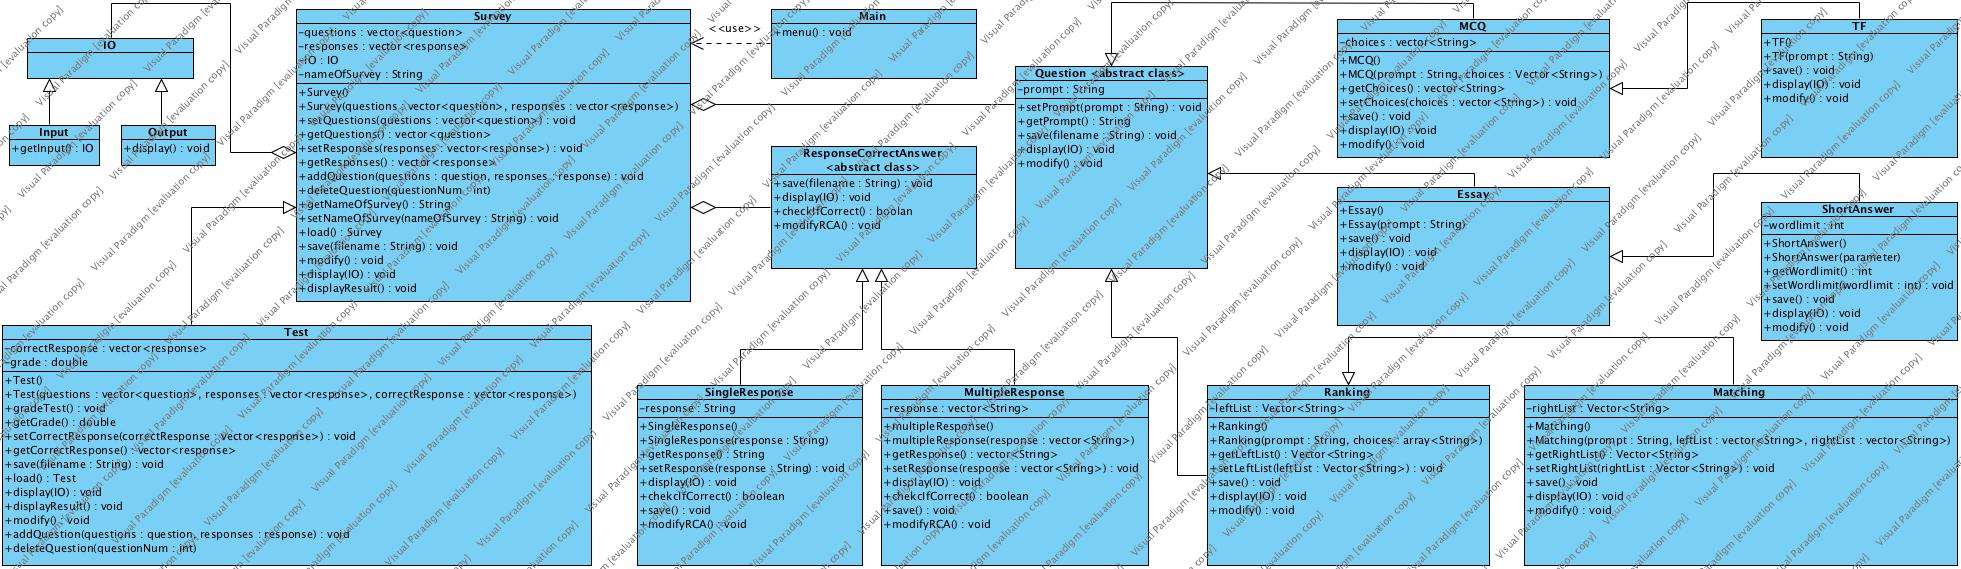 IO
Input
+getInput() : IO
Output
+display() : void
Survey
-questions : vector<question>
-responses : vector<response>
-IO : IO
-nameOfSurvey : String
+Survey()
+Survey(questions : vector<question>, responses : vector<response>)
+setQuestions(questions : vector<question>) : void
+getQuestions() : vector<question>
+setResponses(responses : vector<response>) : void
+getResponses() : vector<response>
+addQuestion(questions : question, responses : response) : void
+deleteQuestion(questionNum : int)
+getNameOfSurvey() : String
+setNameOfSurvey(nameOfSurvey : String) : void
+load() : Survey
+save(filename : String) : void
+modify() : void
+display(IO) : void
+displayResult() : void
<<use>>
Main
+menu() : void
ResponseCorrectAnswer
<abstract class>
+save(filename : String) : void
+display(IO) : void
+checkIfCorrect() : boolan
+modifyRCA() : void
Question <abstract class>
-prompt : String
+setPrompt(prompt : String) : void
+getPrompt() : String
+save(filename : String) : void
+display(IO) : void
+modify() : void
MCQ
-choices : vector<String>
+MCQ()
+MCQ(prompt : String, choices : Vector<String>)
+getChoices() : vector<String>
+setChoices(choices : vector<String>) : void
+save() : void
+display(IO) : void
+modify() : void
TF
+TF()
+TF(prompt : String)
+save() : void
+display(IO) : void
+modify() : void
Essay
+Essay()
+Essay(prompt : String)
+save() : void
+display(IO) : void
+modify() : void
ShortAnswer
-wordlimit : int
+ShortAnswer()
+ShortAnswer(parameter)
+getWordlimit() : int
+setWordlimit(wordlimit : int) : void
+save() : void
+display(IO) : void
+modify() : void
Test
-correctResponse : vector<response>
-grade : double
+Test()
+Test(questions : vector<question>, responses : vector<response>, correctResponse : vector<response>)
+gradeTest() : void
+getGrade() : double
+setCorrectResponse(correctResponse : vector<response>) : void
+getCorrectResponse() : vector<response>
+save(filename : String) : void
+load() : Test
+display(IO) : void
+displayResult() : void
+modify() : void
+addQuestion(questions : question, responses : response) : void
+deleteQuestion(questionNum : int)
SingleResponse
-response : String
+SingleResponse()
+SingleResponse(response : String)
+getResponse() : String
+setResponse(response : String) : void
+display(IO) : void
+chekcIfCorrect() : boolean
+save() : void
+modifyRCA() : void
MultipleResponse
-response : vector<String>
+multipleResponse()
+multipleResponse(response : vector<String>)
+getResponse() : vector<String>
+setResponse(response : vector<String>) : void
+display(IO) : void
+chekcIfCorrect() : boolean
+save() : void
+modifyRCA() : void
Ranking
-leftList : Vector<String>
+Ranking()
+Ranking(prompt : String, choices : array<String>)
+getLeftList() : Vector<String>
+setLeftList(leftList : Vector<String>) : void
+save() : void
+display(IO) : void
+modify() : void
Matching
-rightList : Vector<String>
+Matching()
+Matching(prompt : String, leftList : vector<String>, rightList : vector<String>)
+getRightList() : Vector<String>
+setRightList(rightList : Vector<String>) : void
+save() : void
+display(IO) : void
+modify() : void
Visual Paradigm [evaluation copy]